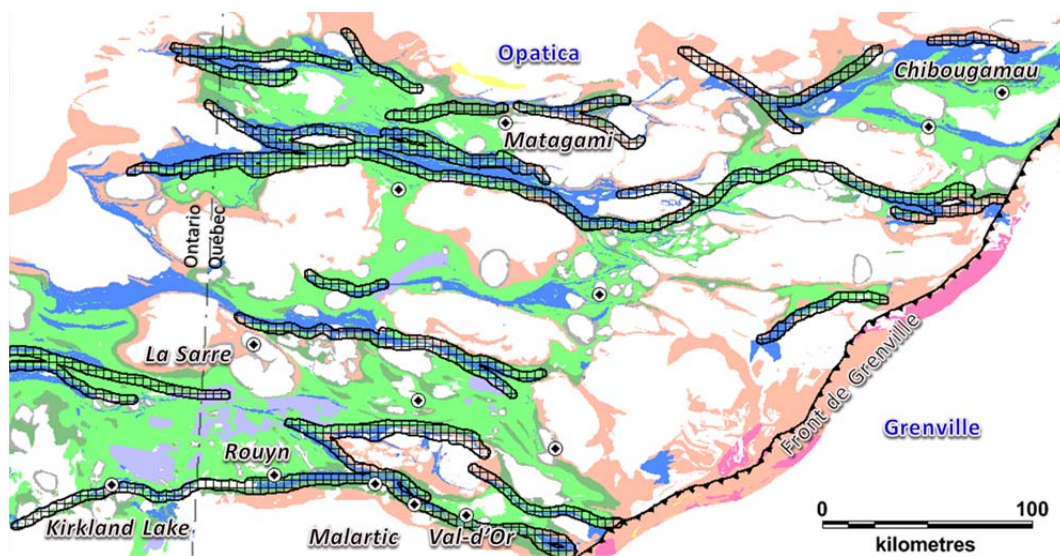 Opatica
Chibougamau
Matagami
Ontario
Québec
La Sarre
Front de Grenville
Grenville
Rouyn
Kirkland Lake
Malartic
Val-d'Or
0
100
kilometres